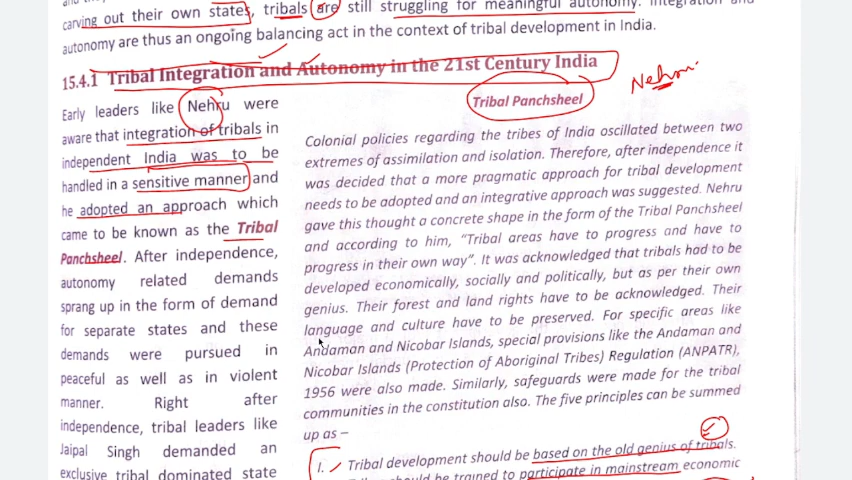 carving out their own states, tribals are still struggling for meaningful autonomy. Integration and
autonomy are thus an ongoing balancing act in the context of tribal development in India.
15.4.1 Tribal Integration and Autonomy in the 21st Century India
Nehru
Early leaders like Nehru were
aware that integration of tribals in
independent India was to be
handled in a sensitive manner and
he adopted an approach which
came to be known as the Tribal
Panchsheel. After independence,
autonomy related demands
sprang up in the form of demand
for separate states and these
demands were pursued in
peaceful as well as in violent
manner. Right after
independence, tribal leaders like
Jaipal Singh demanded an
exclusive tribal dominated state
Tribal Panchsheel
Colonial policies regarding the tribes of India oscillated between two
extremes of assimilation and isolation. Therefore, after independence it
was decided that a more pragmatic approach for tribal development
needs to be adopted and an integrative approach was suggested. Nehru
gave this thought a concrete shape in the form of the Tribal Panchsheel
and according to him, "Tribal areas have to progress and have to
progress in their own way". It was acknowledged that tribals had to be
developed economically, socially and politically, but as per their own
genius. Their forest and land rights have to be acknowledged. Their
language and culture have to be preserved. For specific areas like
Andaman and Nicobar Islands, special provisions like the Andaman and
Nicobar Islands (Protection of Aboriginal Tribes) Regulation (ANPATR),
1956 were also made. Similarly, safeguards were made for the tribal
communities in the constitution also. The five principles can be summed
up as –
I. Tribal development should be based on the old genius of tribals.
should be trained to participate in mainstream economic